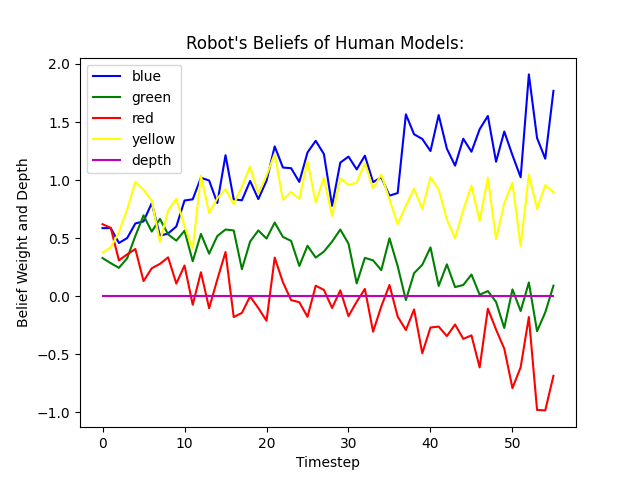 Robot's Beliefs of Human Models:
blue
green
red
yellow
depth
2.0
1.5
1.0
0.5
0.0
−0.5
−1.0
Belief Weight and Depth
0 10 20 30 40 50
Timestep